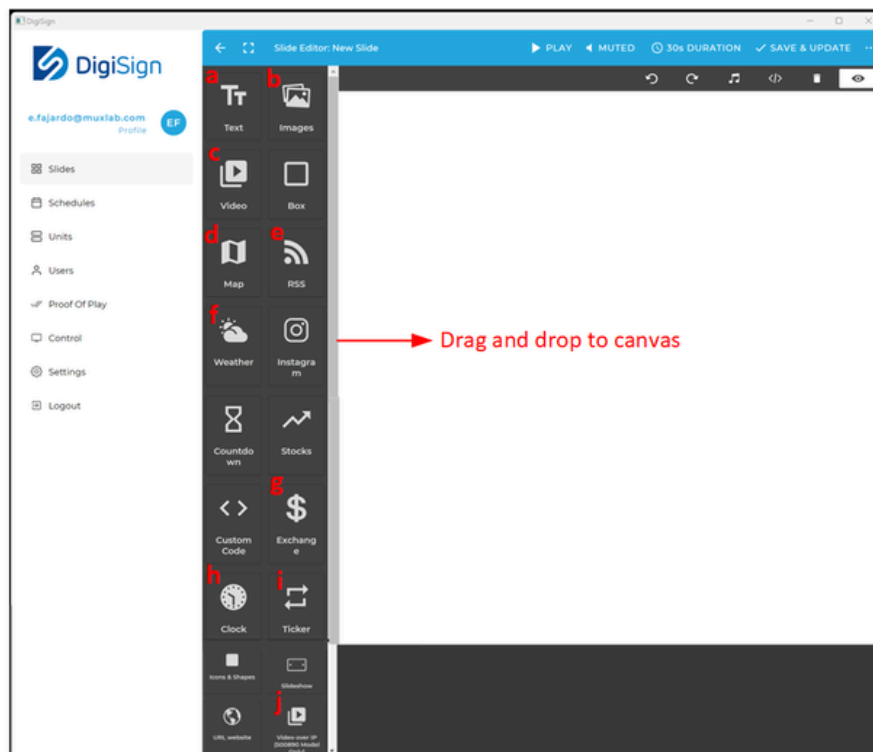 DigiSign
Slide Editor: New Slide
PLAY
MUTED
30s DURATION
SAVE & UPDATE
DigiSign
e.fajardo@muxlab.com
Profile
EF
Slides
Schedules
Units
Users
Proof Of Play
Control
Settings
Logout
a
Text
b
Images
c
Video
Box
d
Map
e
RSS
f
Weather
Instagra
m
Drag and drop to canvas
Countdo
wn
Stocks
Custom
Code
g
Exchang
e
h
Clock
i
Ticker
Icons & Shapes
Slideshow
URL website
j
Video over IP
(500890 Model